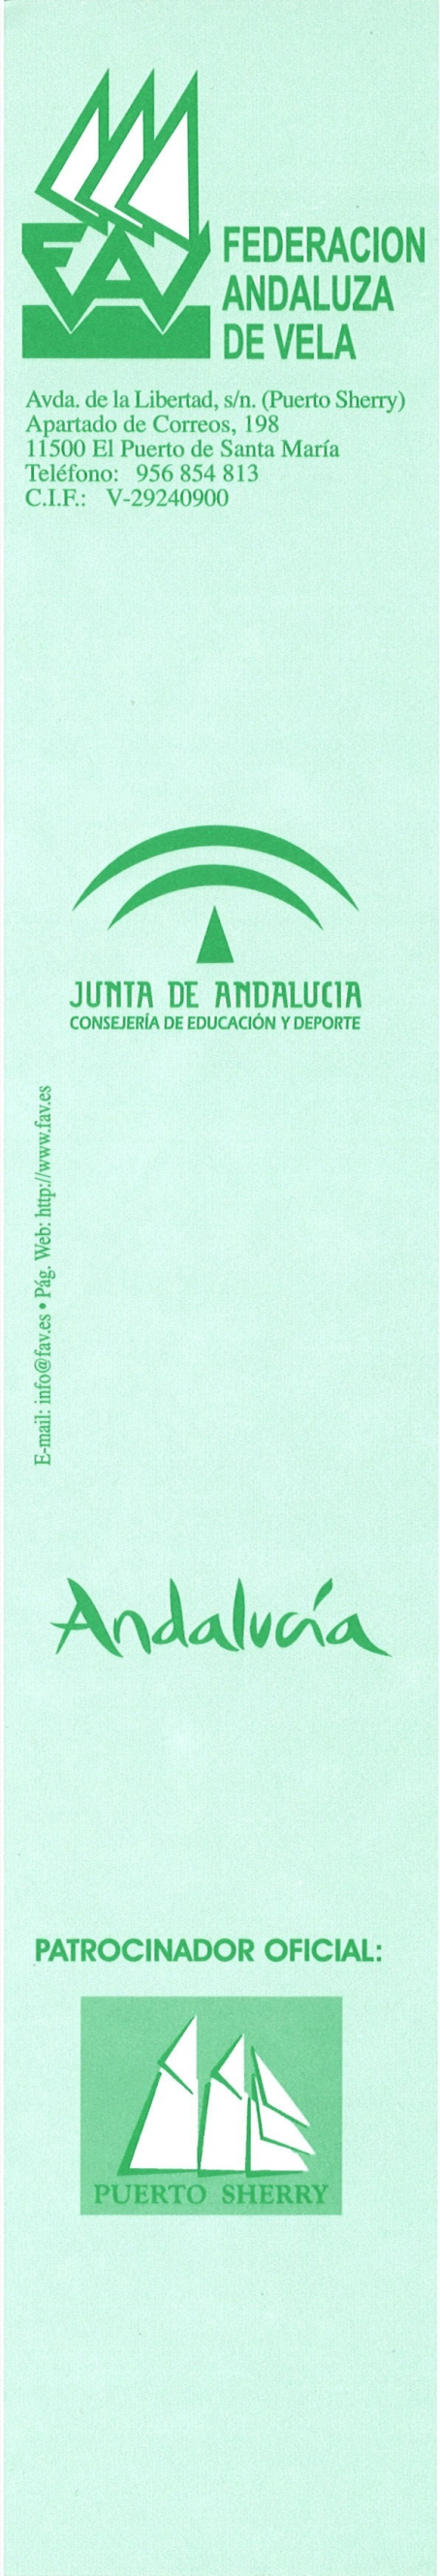 FAV
FEDERACION
ANDALUZA
DE VELA
Avda. de la Libertad, s/n. (Puerto Sherry)
Apartado de Correos, 198
11500 El Puerto de Santa María
Teléfono: 956 854 813
C.I.F.: V-29240900
JUNTA DE ANDALUCIA
CONSEJERÍA DE EDUCACIÓN Y DEPORTE
E-mail: info@fav.es • Pág. Web: http://www.fav.es
Andalucía
PATROCINADOR OFICIAL:
PUERTO SHERRY